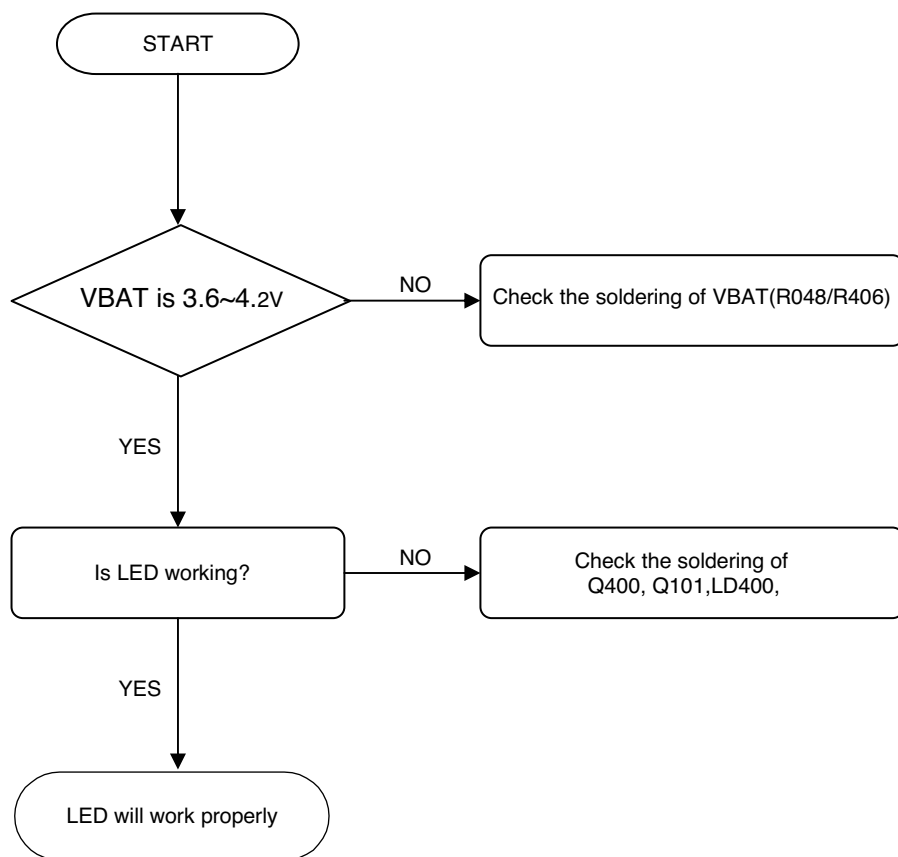 START
VBAT is 3.6~4.2V
NO
Check the soldering of VBAT(R048/R406)
YES
Is LED working?
NO
Check the soldering of
Q400, Q101,LD400,
YES
LED will work properly